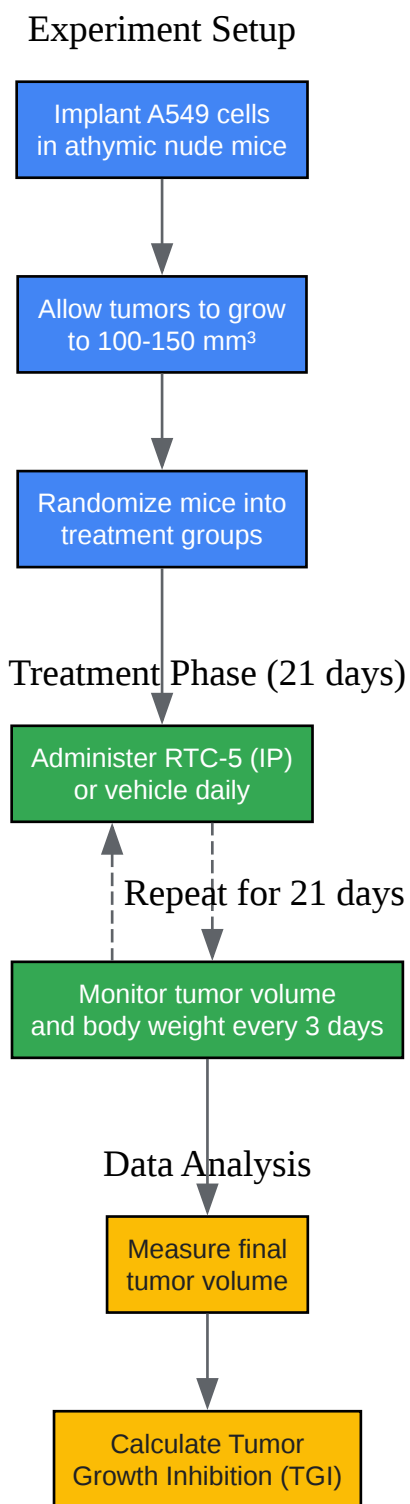 Experiment Setup
Implant A549 cells
in athymic nude mice
Allow tumors to grow
to 100-150 mm³
Randomize mice into
treatment groups
Treatment Phase (21 days)
Administer RTC-5 (IP)
or vehicle daily
Repeat for 21 days
Monitor tumor volume
and body weight every 3 days
Data Analysis
Measure final
tumor volume
Calculate Tumor
Growth Inhibition (TGI)